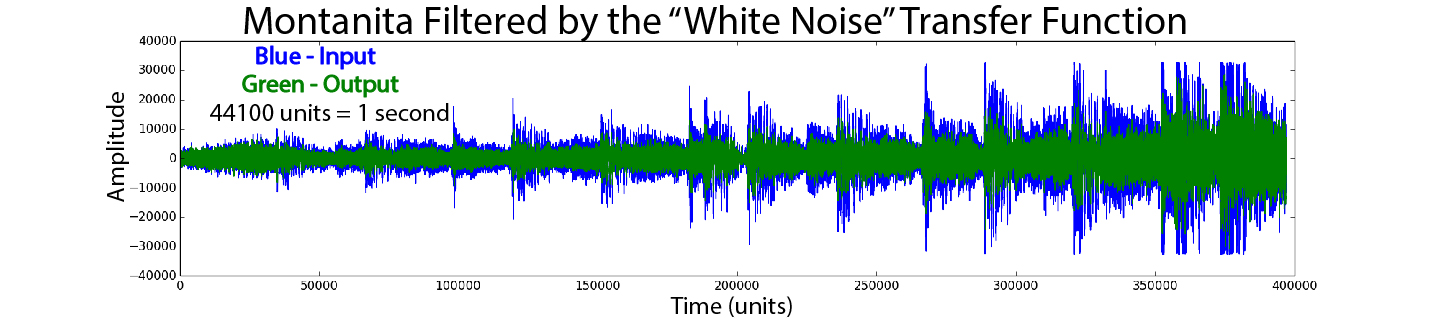 Montanita Filtered by the “White Noise” Transfer Function
Blue - Input
Green - Output
44100 units = 1 second
Amplitude
40000
30000
20000
10000
0
−10000
−20000
−30000
−40000
0 50000 100000 150000 200000 250000 300000 350000 400000
Time (units)